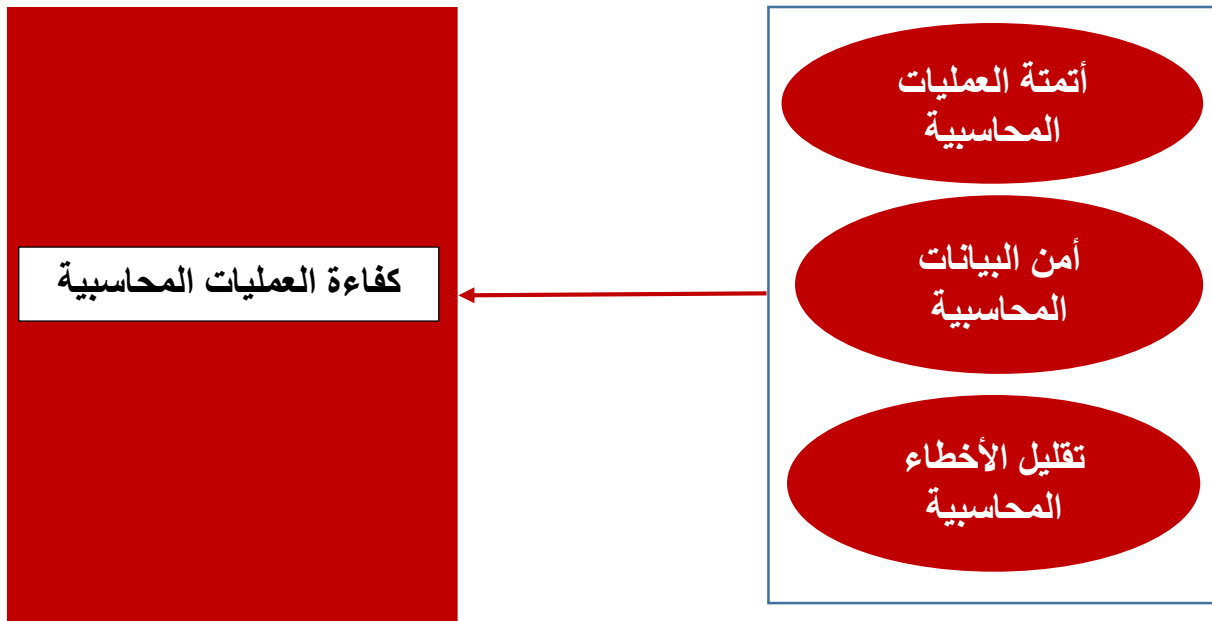 أتمتة العمليات
المحاسبية
أمن البيانات
المحاسبية
تقليل الأخطاء
المحاسبية
كفاءة العمليات المحاسبية